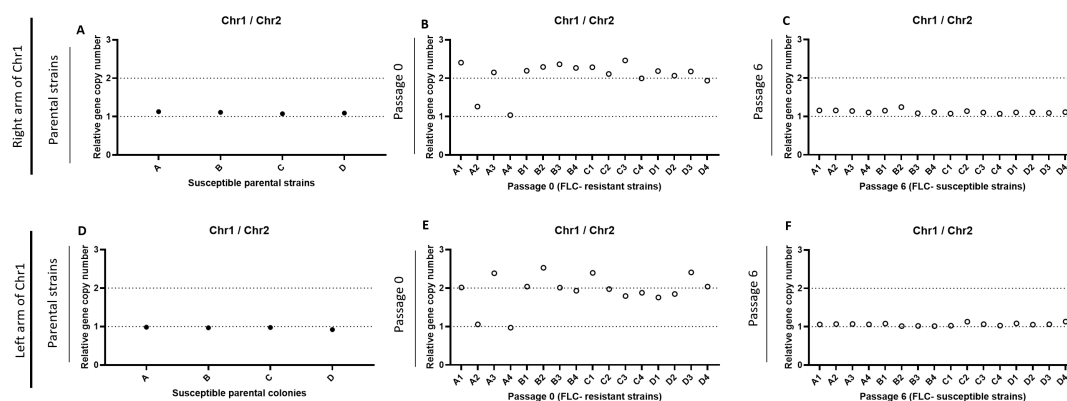 Right arm of Chr1
Parental strains
A
Chr1 / Chr2
Relative gene copy number
3
2
1
0
A
B
C
D
Susceptible parental strains
Passage 0
B
Chr1 / Chr2
Relative gene copy number
3
2
1
0
A1 A2 A3 A4 B1 B2 B3 B4 C1 C2 C3 C4 D1 D2 D3 D4
Passage 0 (FLC- resistant strains)
Passage 6
C
Chr1 / Chr2
Relative gene copy number
3
2
1
0
A1 A2 A3 A4 B1 B2 B3 B4 C1 C2 C3 C4 D1 D2 D3 D4
Passage 6 (FLC- susceptible strains)
Left arm of Chr1
Parental strains
D
Chr1 / Chr2
Relative gene copy number
3
2
1
0
A
B
C
D
Susceptible parental colonies
Passage 0
E
Chr1 / Chr2
Relative gene copy number
3
2
1
0
A1 A2 A3 A4 B1 B2 B3 B4 C1 C2 C3 C4 D1 D2 D3 D4
Passage 0 (FLC- resistant strains)
Passage 6
F
Chr1 / Chr2
Relative gene copy number
3
2
1
0
A1 A2 A3 A4 B1 B2 B3 B4 C1 C2 C3 C4 D1 D2 D3 D4
Passage 6 (FLC- susceptible strains)